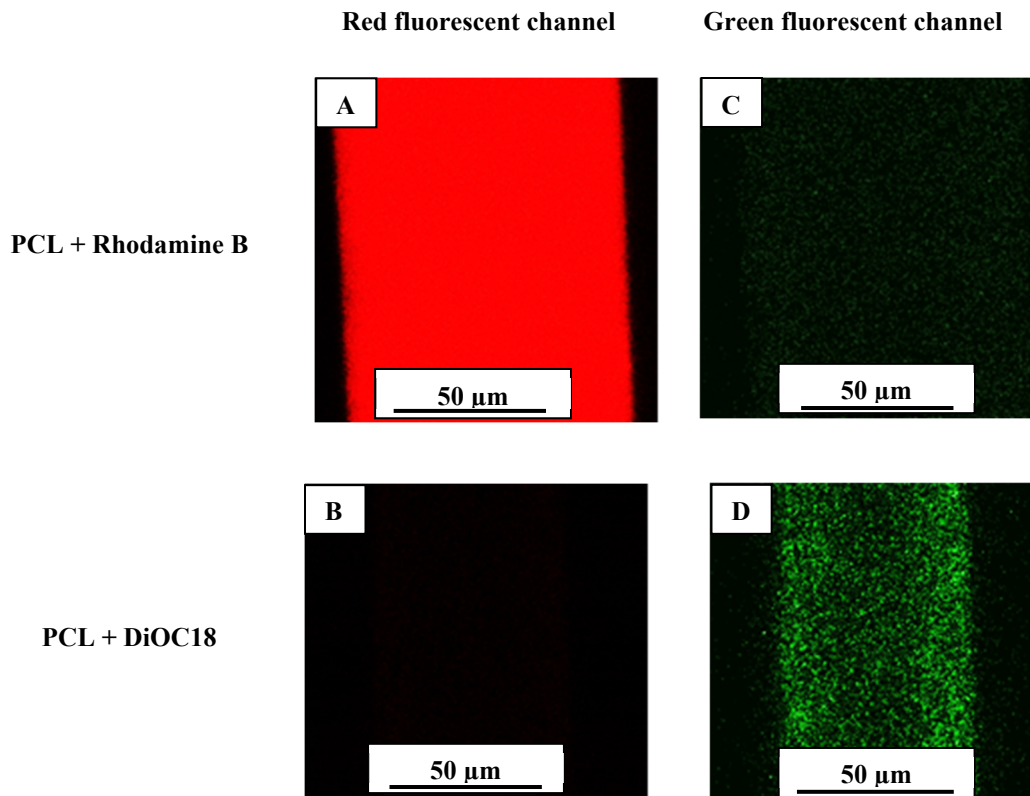 Red fluorescent channel
Green fluorescent channel
A
C
PCL + Rhodamine B
50 µm
50 µm
B
D
PCL + DiOC18
50 µm
50 µm